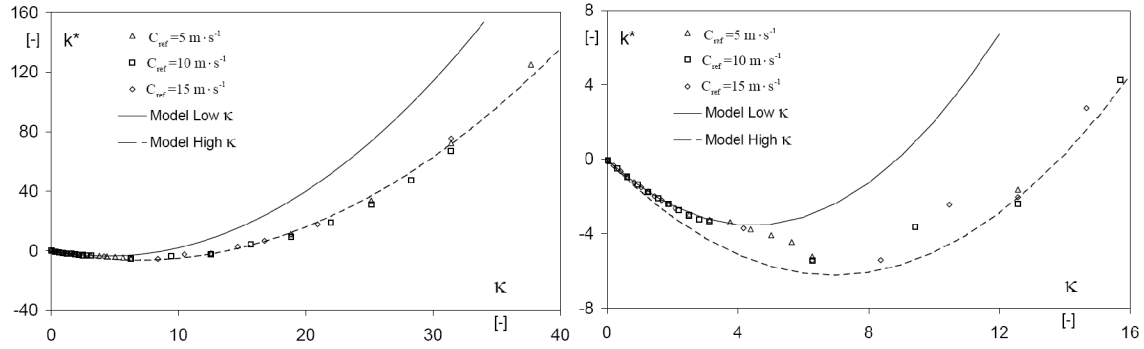 160
[-]
120
80
40
0
-40
k*
C_ref=5 m · s⁻¹
C_ref=10 m · s⁻¹
C_ref=15 m · s⁻¹
Model Low κ
Model High κ
κ
[-]
0 10 20 30 40
8
[-]
4
0
-4
-8
k*
C_ref=5 m · s⁻¹
C_ref=10 m · s⁻¹
C_ref=15 m · s⁻¹
Model Low κ
Model High κ
κ
[-]
0 4 8 12 16